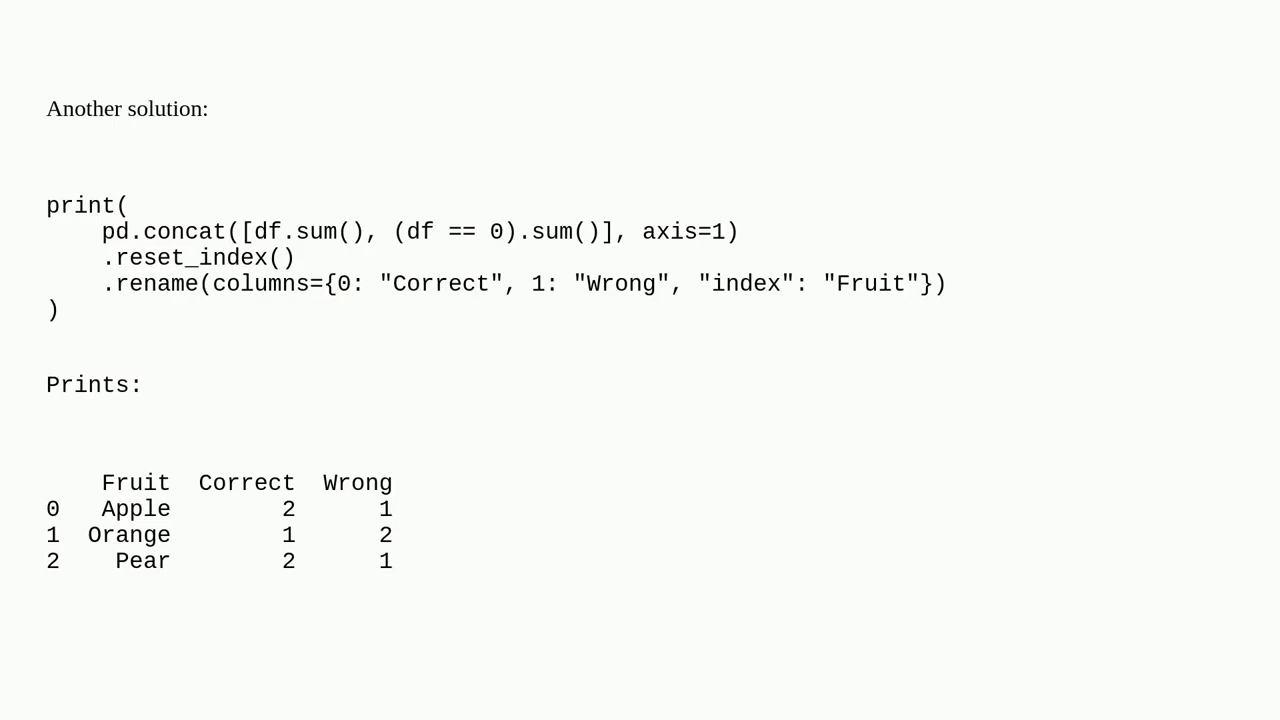 Another solution:
print(
    pd.concat([df.sum(), (df == 0).sum()], axis=1)
    .reset_index()
    .rename(columns={0: "Correct", 1: "Wrong", "index": "Fruit"})
)
Prints:
    Fruit  Correct  Wrong
0   Apple        2      1
1  Orange        1      2
2    Pear        2      1